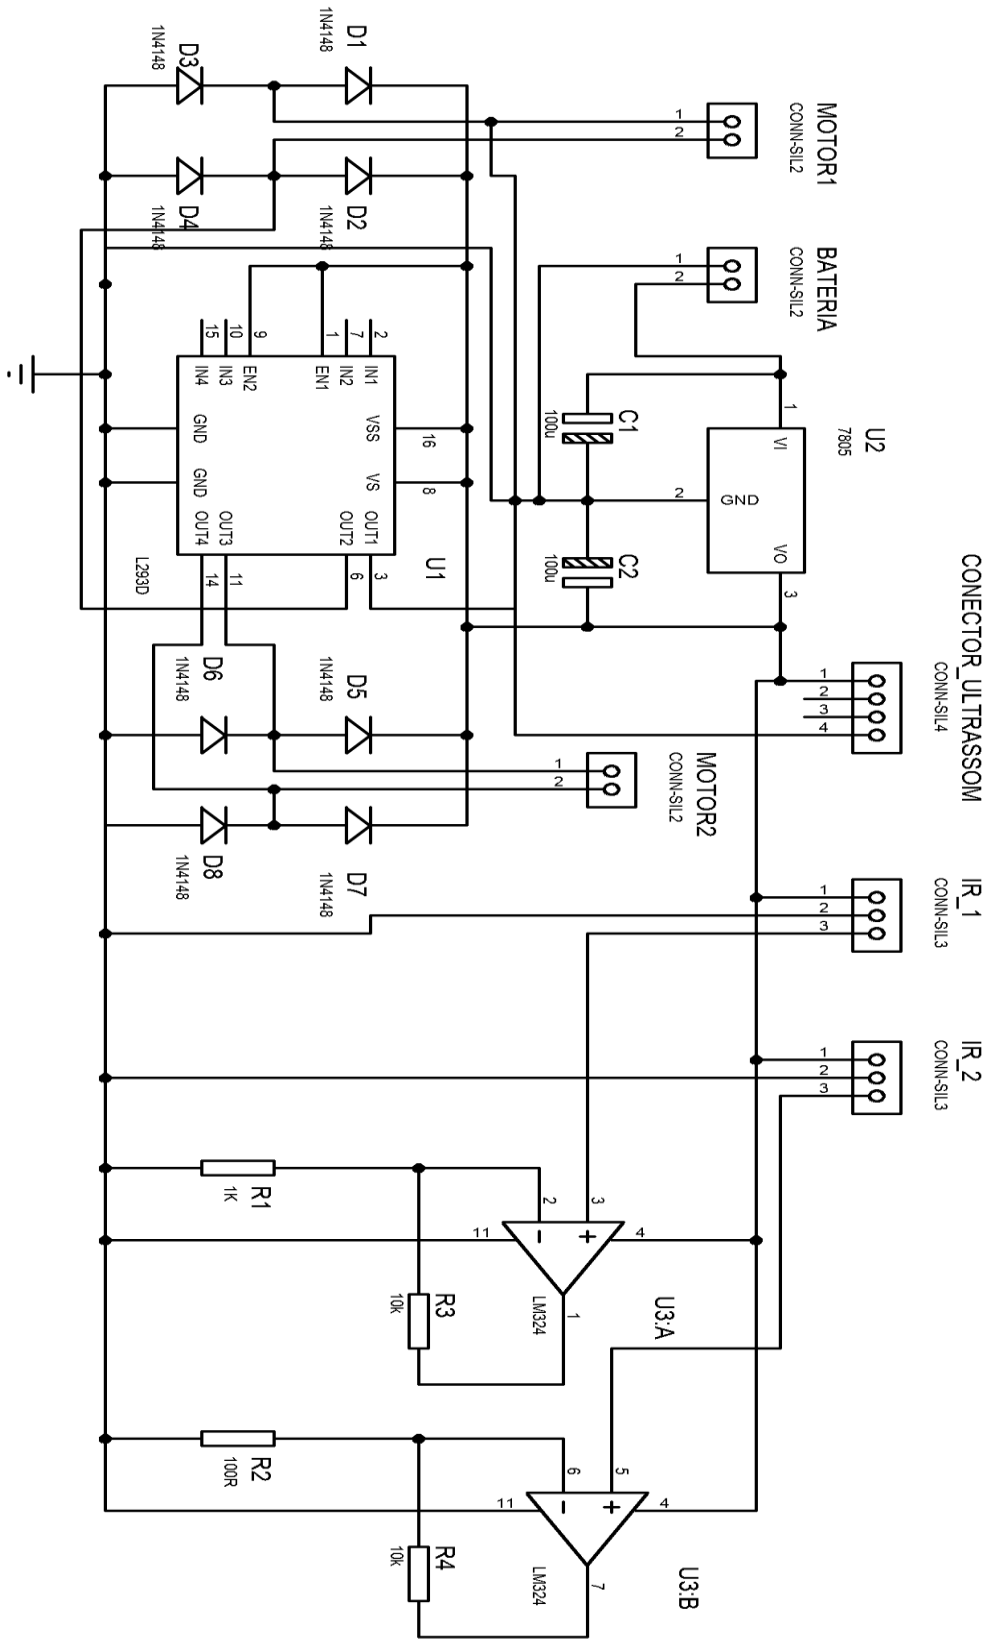 D1
1N4148
D3
1N4148
D2
1N4148
D4
1N4148
MOTOR1
CONN-SIL2
1
2
BATERIA
CONN-SIL2
1
2
U2
7805
1
VI
2
GND
VO
3
C1
100u
C2
100u
U1
L293D
2
7
1
9
10
15
IN1
IN2
EN1
EN2
IN3
IN4
VSS
16
VS
8
GND
GND
OUT1
OUT2
OUT3
OUT4
3
6
11
14
CONECTOR_ULTRASSOM
CONN-SIL4
1
2
3
4
D5
1N4148
D6
1N4148
D7
1N4148
D8
1N4148
MOTOR2
CONN-SIL2
1
2
IR_1
CONN-SIL3
1
2
3
IR_2
CONN-SIL3
1
2
3
R1
1K
R3
10k
U3:A
LM324
2
3
11
4
1
-
+
R2
100R
R4
10k
U3:B
LM324
6
5
11
4
7
-
+